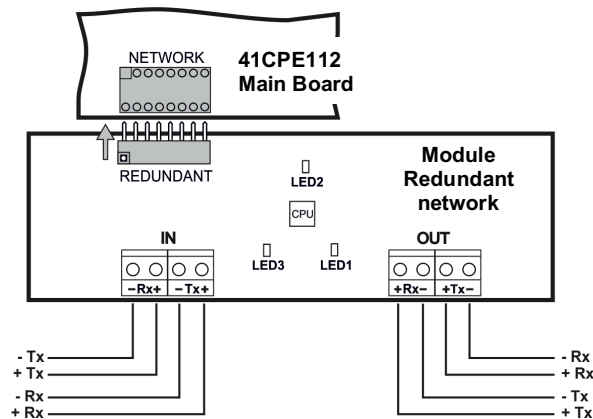 NETWORK
41CPE112
Main Board
REDUNDANT
LED2
Module
Redundant
network
CPU
IN
LED3
LED1
OUT
−Rx+ −Tx+
+Rx− +Tx−
- Tx
+ Tx
- Rx
+ Rx
- Rx
+ Rx
- Tx
+ Tx